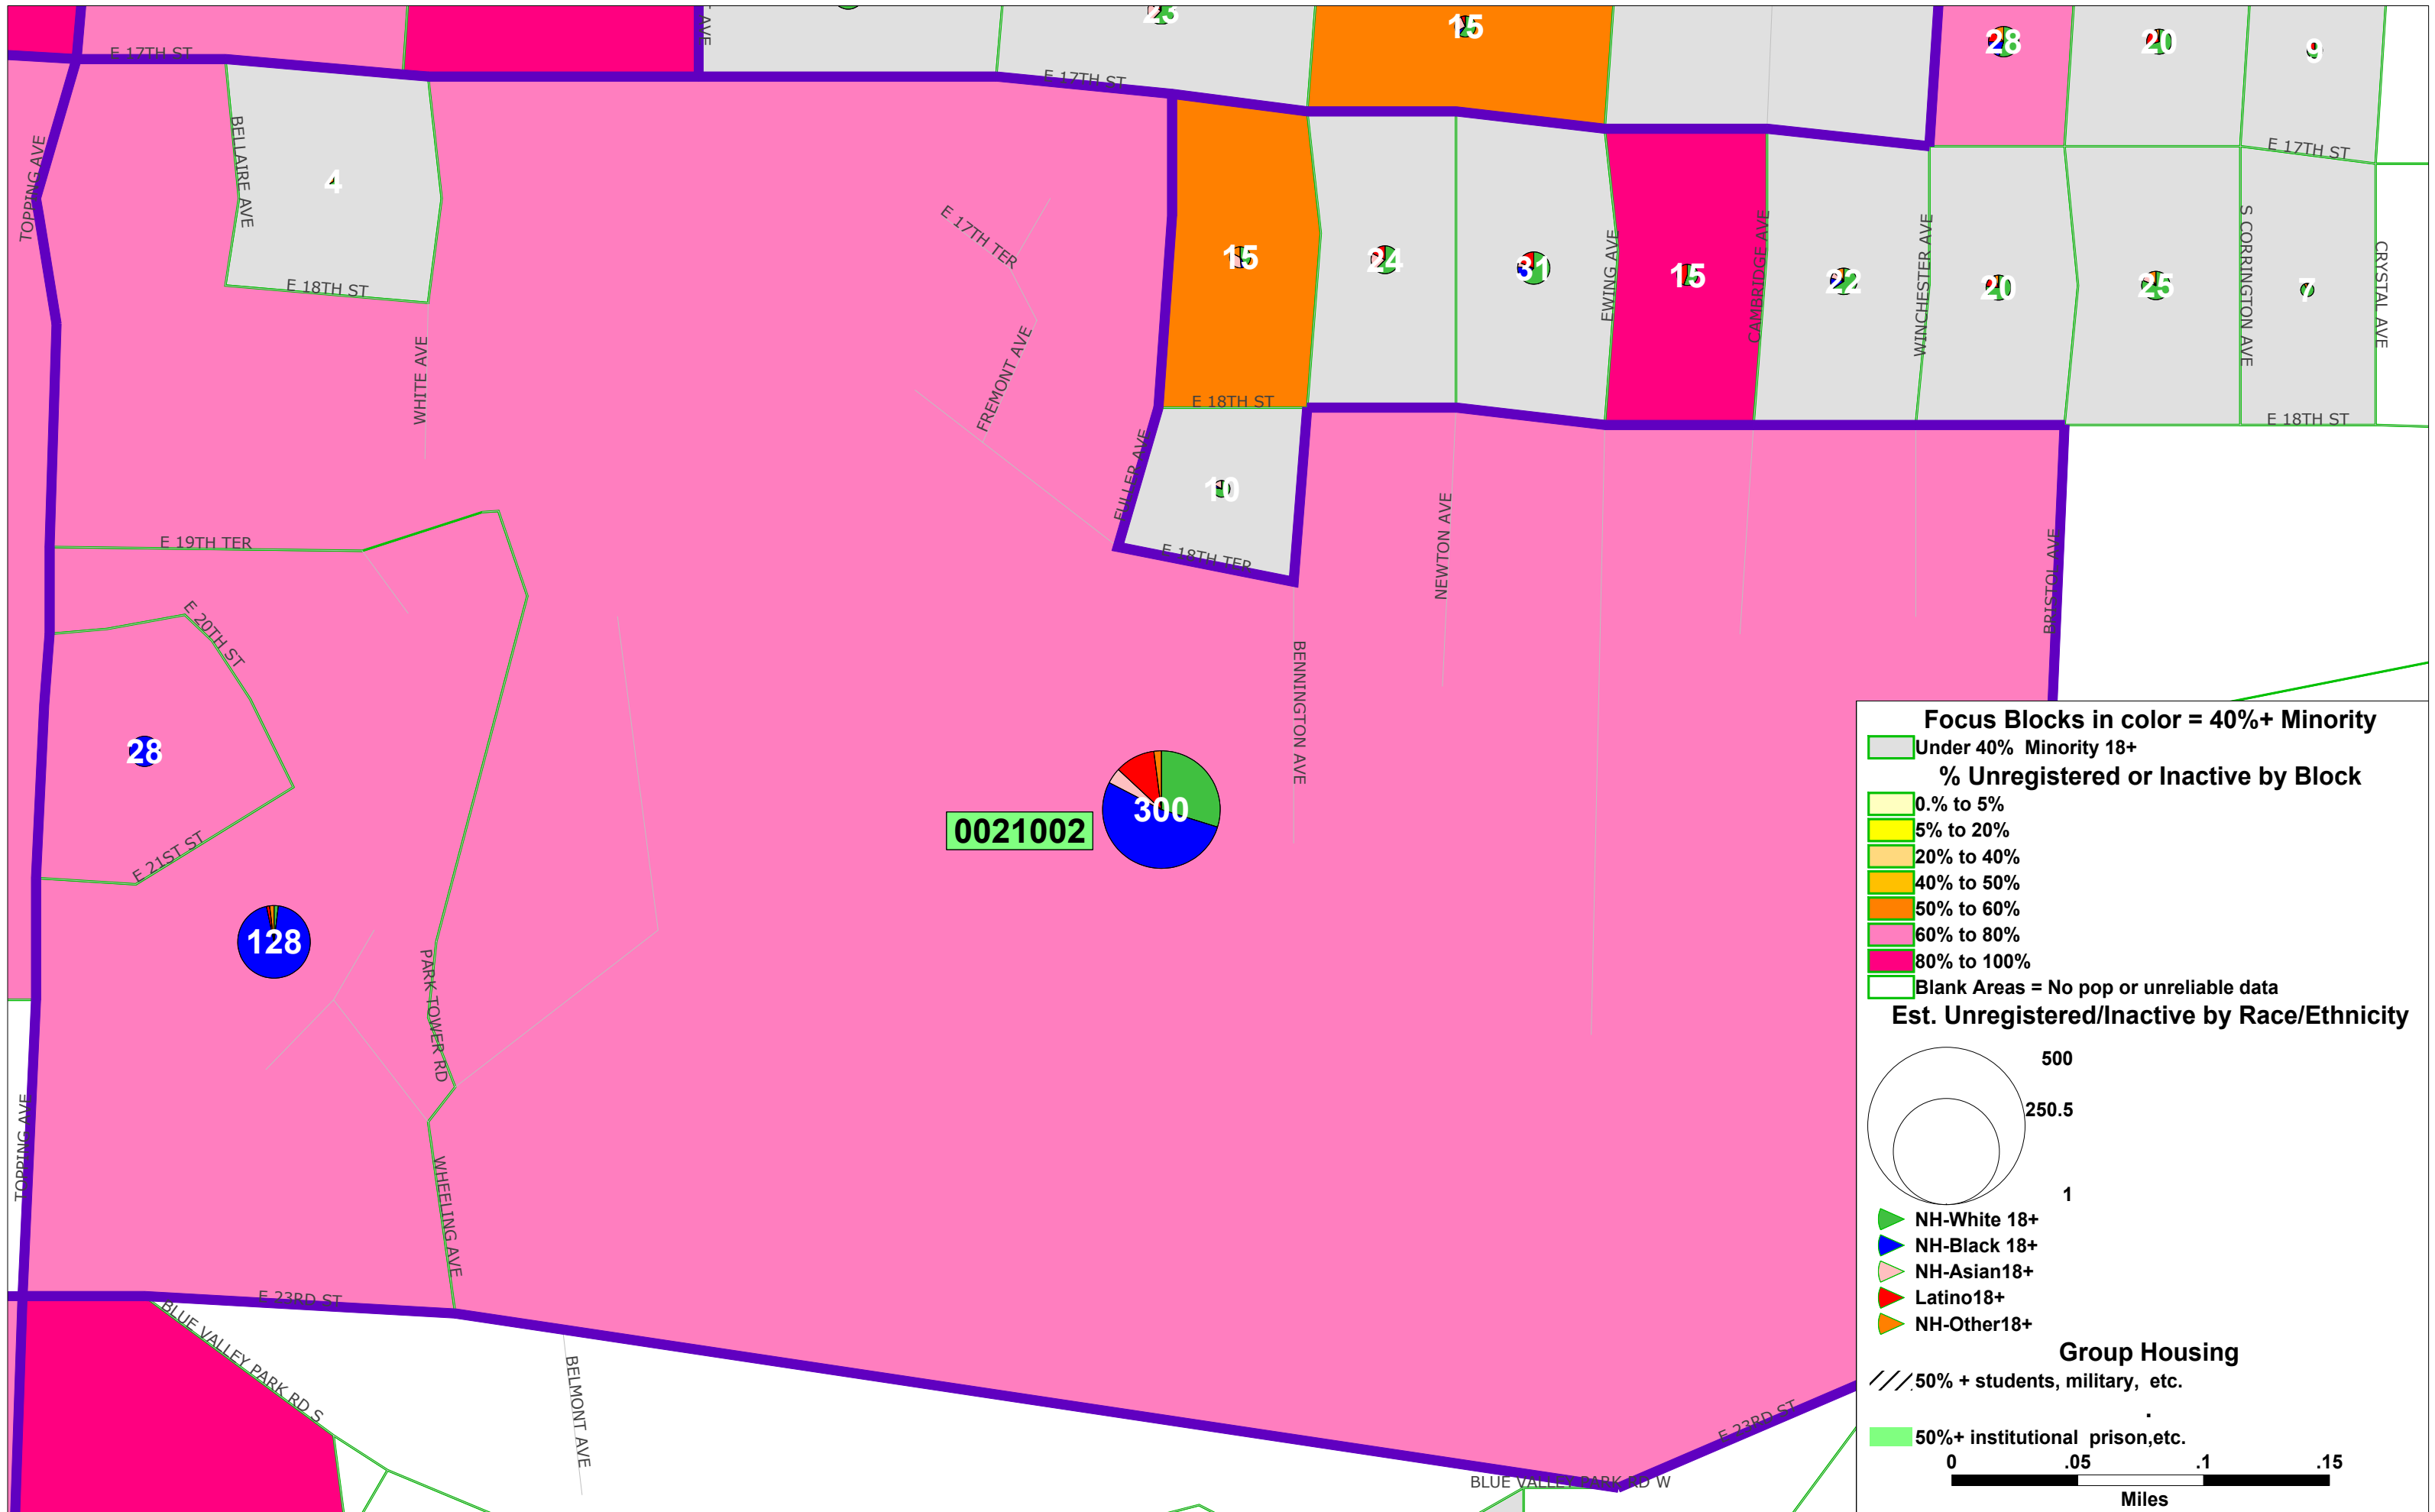 23
15
28
20
9
E 17TH ST
AVE
E 17TH ST
E 17TH ST
TOPPING AVE
BELLAIRE AVE
4
E 18TH ST
WHITE AVE
E 17TH TER
FREMONT AVE
15
24
31
EWING AVE
15
CAMBRIDGE AVE
22
WINCHESTER AVE
20
25
S CORRINGTON AVE
7
CRYSTAL AVE
E 18TH ST
E 18TH ST
FULLER AVE
10
E 18TH TER
NEWTON AVE
BRISTOL AVE
BENNINGTON AVE
E 19TH TER
E 20TH ST
28
E 21ST ST
128
PARK TOWER RD
0021002
300
TOPPING AVE
WHEELING AVE
E 23RD ST
BLUE VALLEY PARK RD S
BELMONT AVE
E 23RD ST
BLUE VALLEY PARK RD W
Focus Blocks in color = 40%+ Minority
Under 40% Minority 18+
% Unregistered or Inactive by Block
0.% to 5%
5% to 20%
20% to 40%
40% to 50%
50% to 60%
60% to 80%
80% to 100%
Blank Areas = No pop or unreliable data
Est. Unregistered/Inactive by Race/Ethnicity
500
250.5
1
NH-White 18+
NH-Black 18+
NH-Asian18+
Latino18+
NH-Other18+
Group Housing
50% + students, military, etc.
.
50%+ institutional prison,etc.
0 .05 .1 .15
Miles